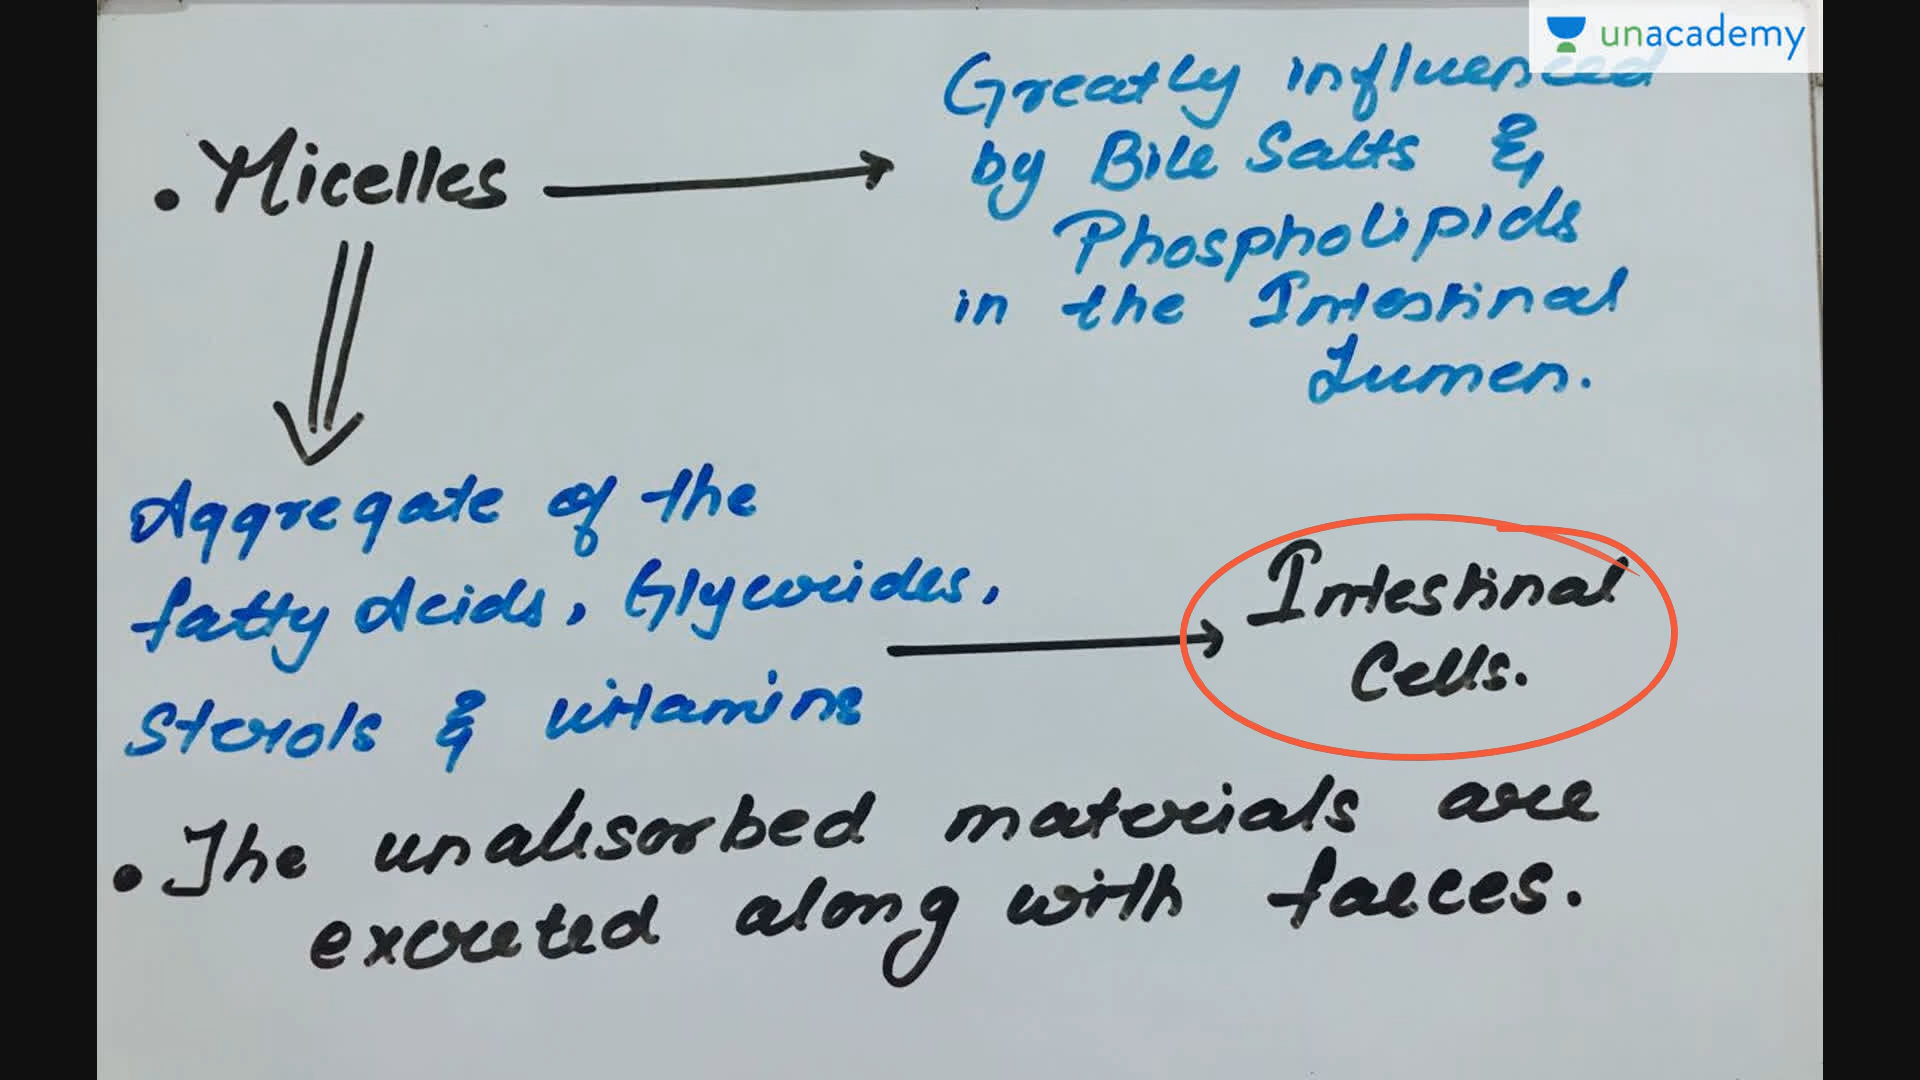 unacademy
Greatly influenced
. Micelles
by Bile Salts &
Phospholipids
in the Intestinal
Lumen.
Aggregate of the
fatty Acids, Glycerides,
Sterols & vitamins
Intestinal
Cells.
. The unabsorbed materials are
excreted along with faeces.